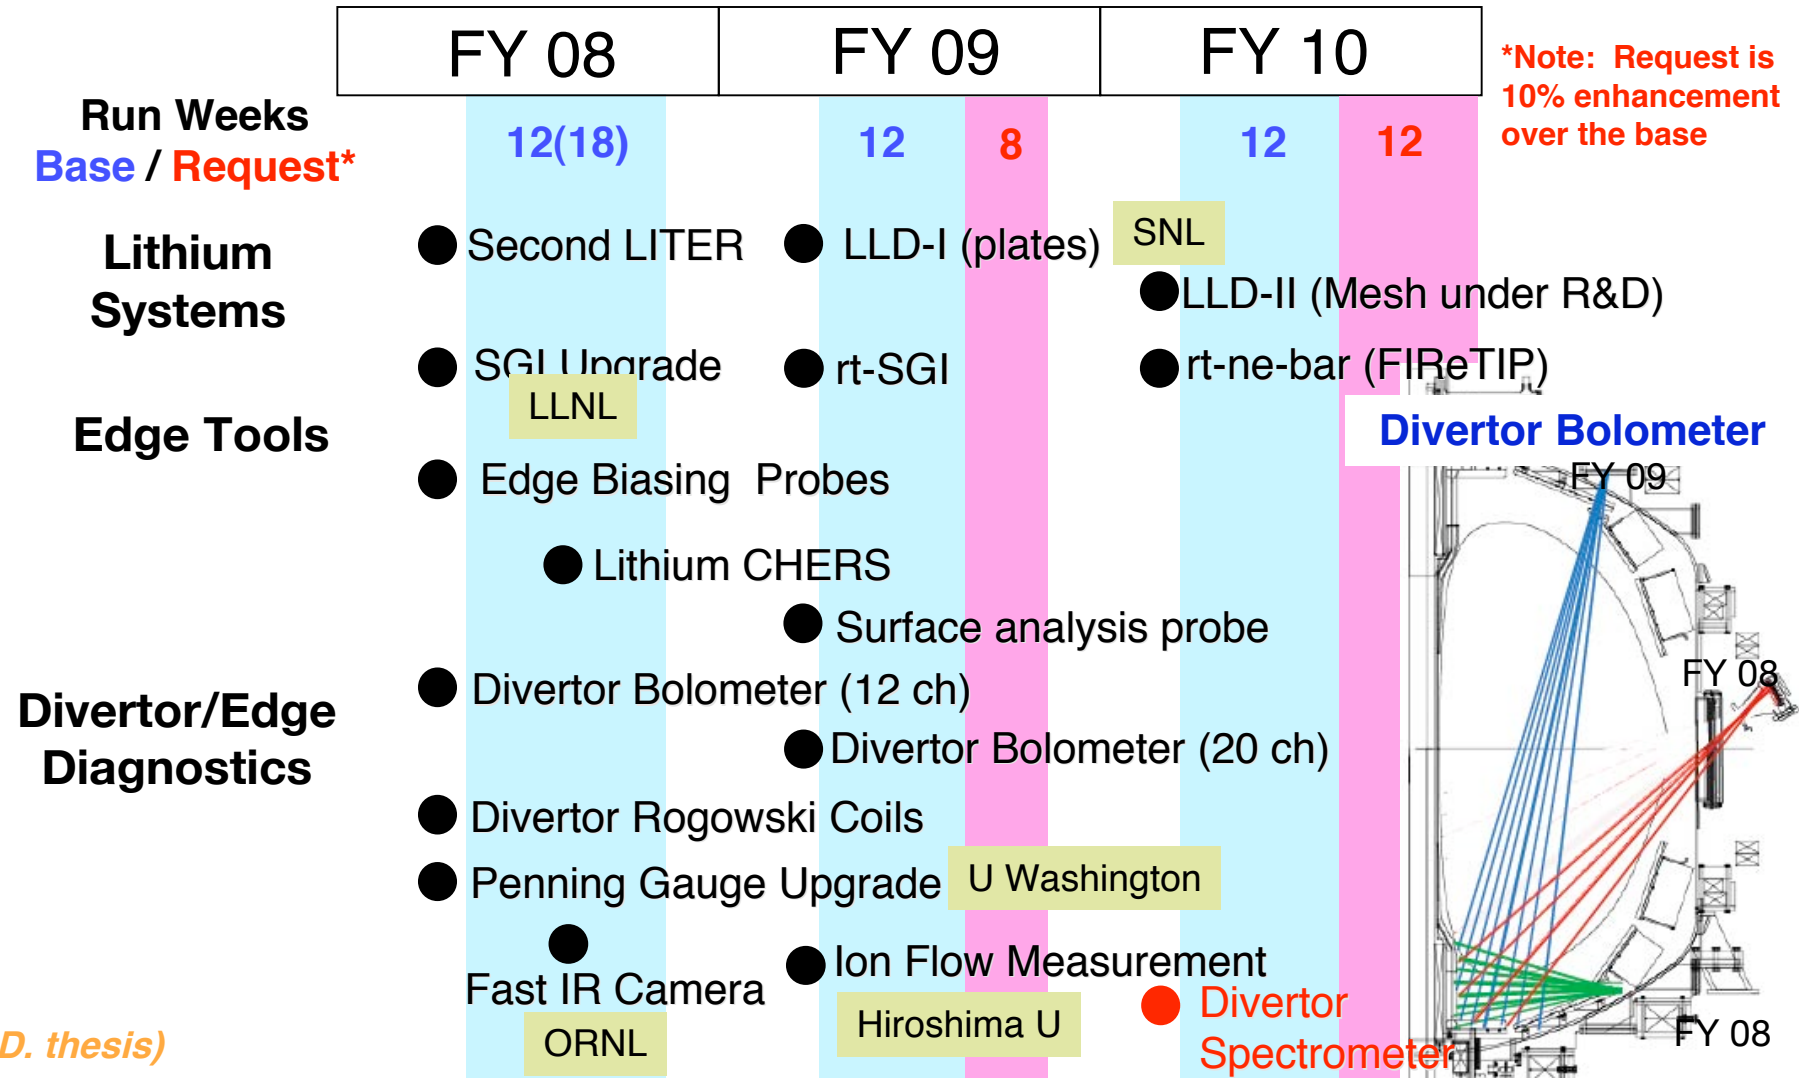 FY 08
FY 09
FY 10
*Note: Request is
10% enhancement
over the base
Run Weeks
Base / Request*
12(18)
12
8
12
12
Lithium
Systems
Second LITER
LLD-I (plates)
SNL
LLD-II (Mesh under R&D)
Edge Tools
SGI Upgrade
LLNL
rt-SGI
rt-ne-bar (FIReTIP)
Edge Biasing Probes
Divertor Bolometer
FY 09
FY 08
FY 08
Divertor/Edge
Diagnostics
Lithium CHERS
Surface analysis probe
Divertor Bolometer (12 ch)
Divertor Bolometer (20 ch)
Divertor Rogowski Coils
Penning Gauge Upgrade
U Washington
Fast IR Camera
ORNL
Ion Flow Measurement
Hiroshima U
Divertor
Spectrometer
D. thesis)